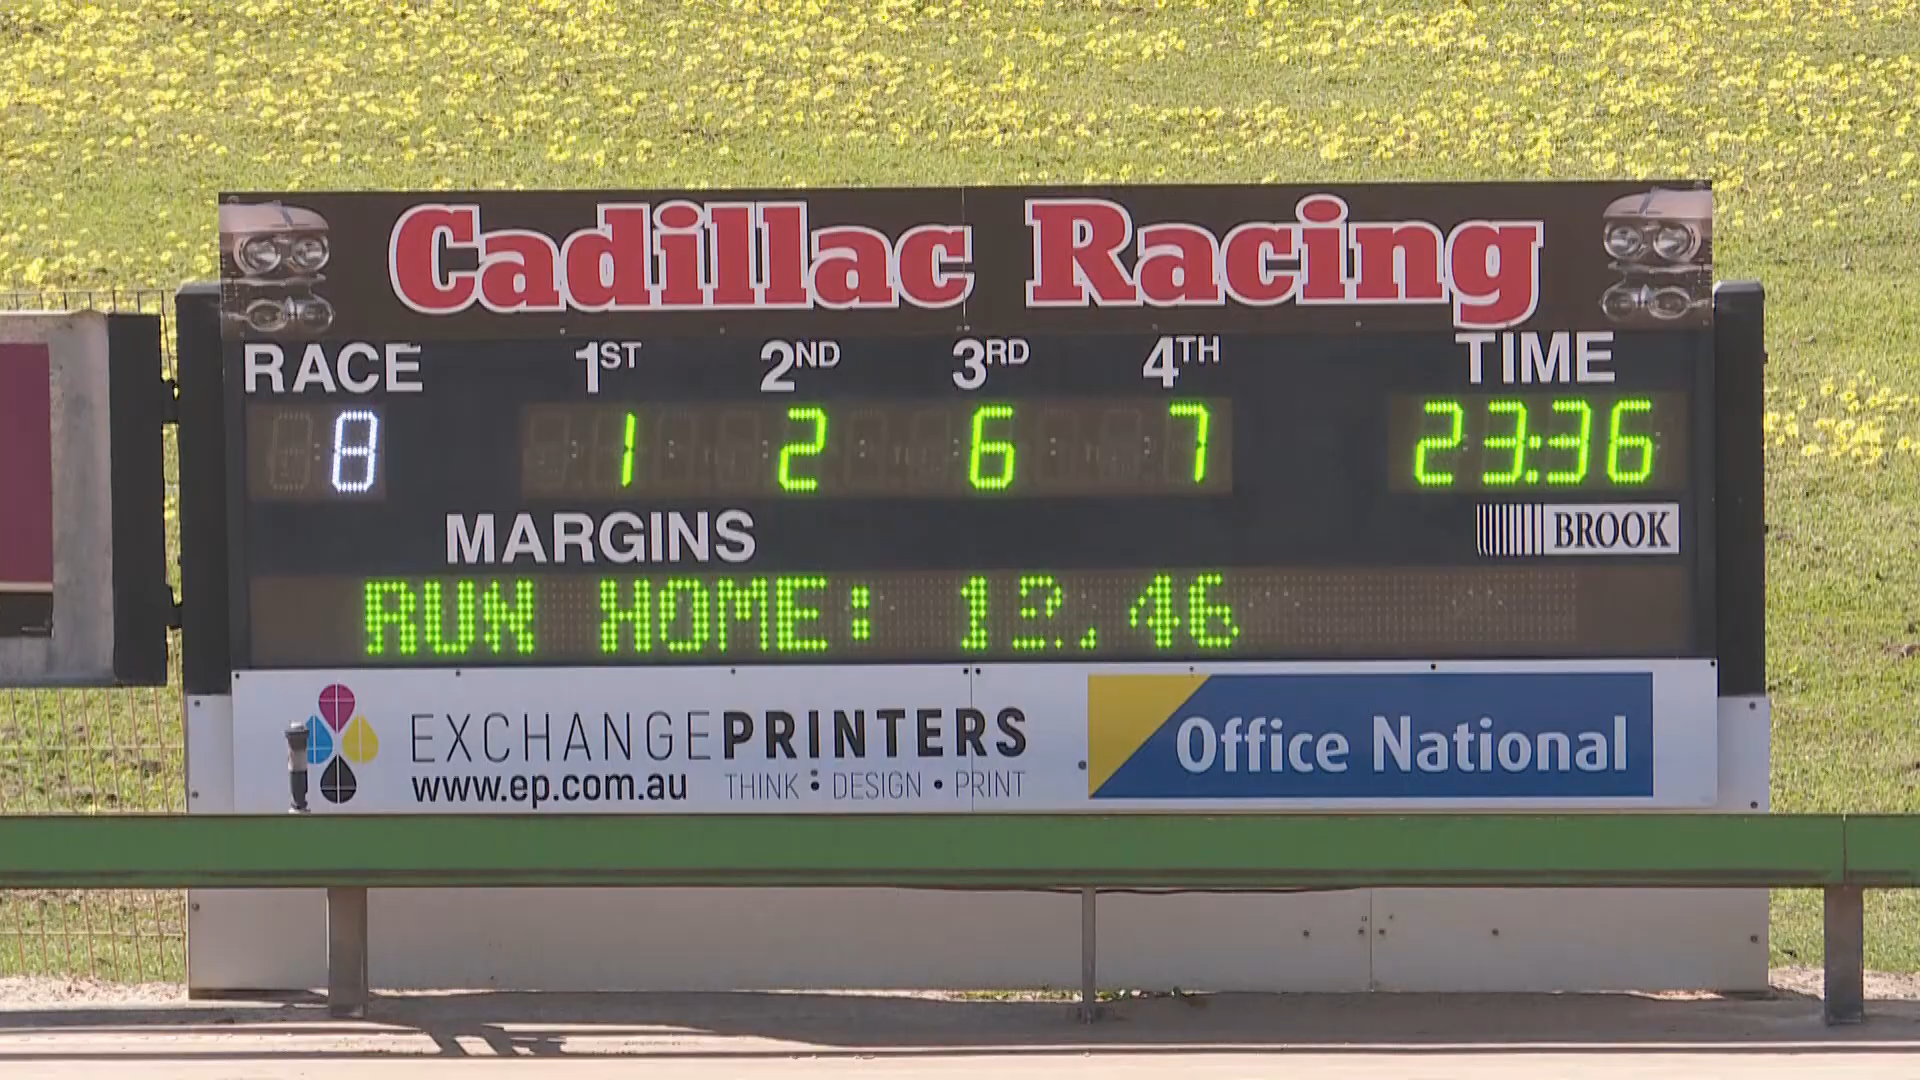 Cadillac Racing
RACE 1ST 2ND 3RD 4TH TIME
8 1 2 6 7 23:36
MARGINS BROOK
RUN HOME: 12.46
EXCHANGEPRINTERS
www.ep.com.au THINK • DESIGN • PRINT
Office National